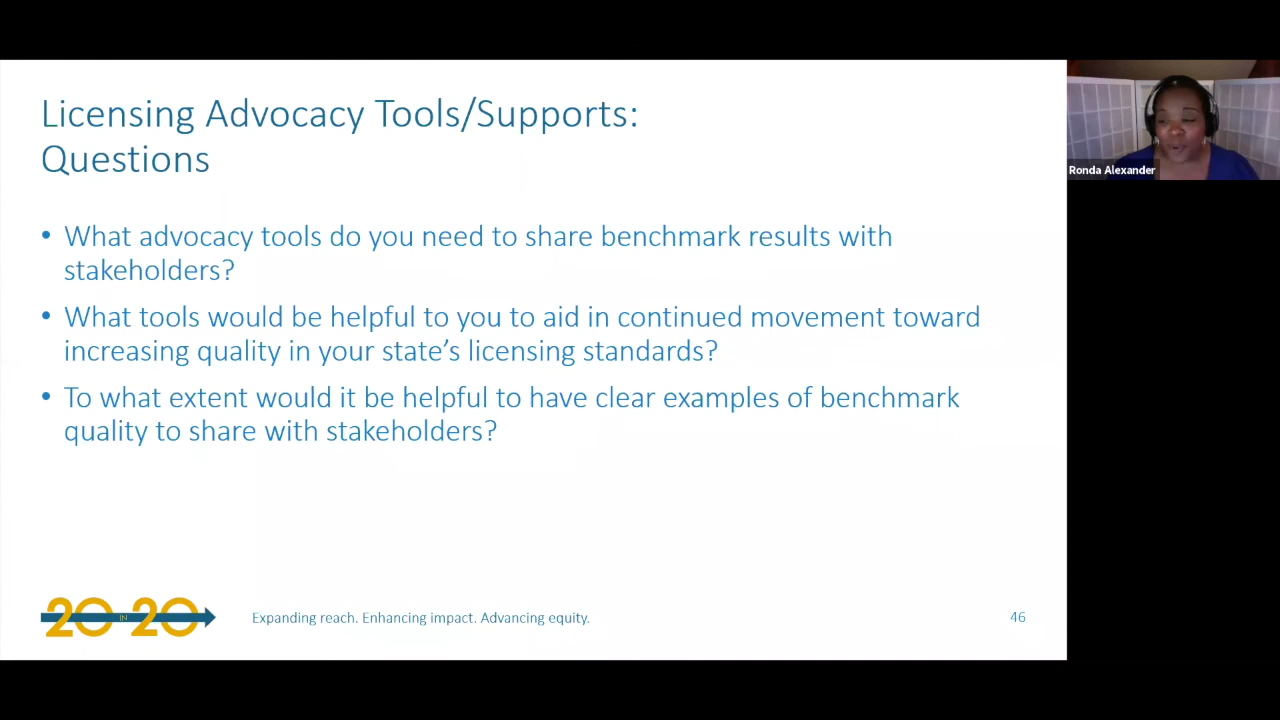 Licensing Advocacy Tools/Supports:
Questions
Ronda Alexander
• What advocacy tools do you need to share benchmark results with
stakeholders?
• What tools would be helpful to you to aid in continued movement toward
increasing quality in your state’s licensing standards?
• To what extent would it be helpful to have clear examples of benchmark
quality to share with stakeholders?
20 IN 20
Expanding reach. Enhancing impact. Advancing equity.
46